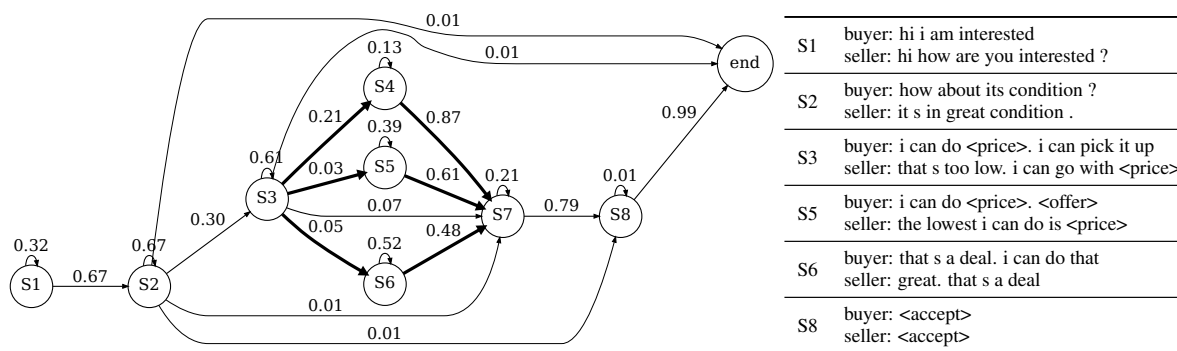 0.01
0.01
end
0.13
S4
0.21
0.87
0.99
0.39
0.61
S5
0.03
0.61
S3
0.21
0.01
0.07
S7
0.79
S8
0.30
0.05
0.52
0.48
0.32
0.67
S6
S1
0.67
S2
0.01
0.01
S1
buyer: hi i am interested
seller: hi how are you interested ?
S2
buyer: how about its condition ?
seller: it s in great condition .
S3
buyer: i can do <price>. i can pick it up
seller: that s too low. i can go with <price>
S5
buyer: i can do <price>. <offer>
seller: the lowest i can do is <price>
S6
buyer: that s a deal. i can do that
seller: great. that s a deal
S8
buyer: <accept>
seller: <accept>